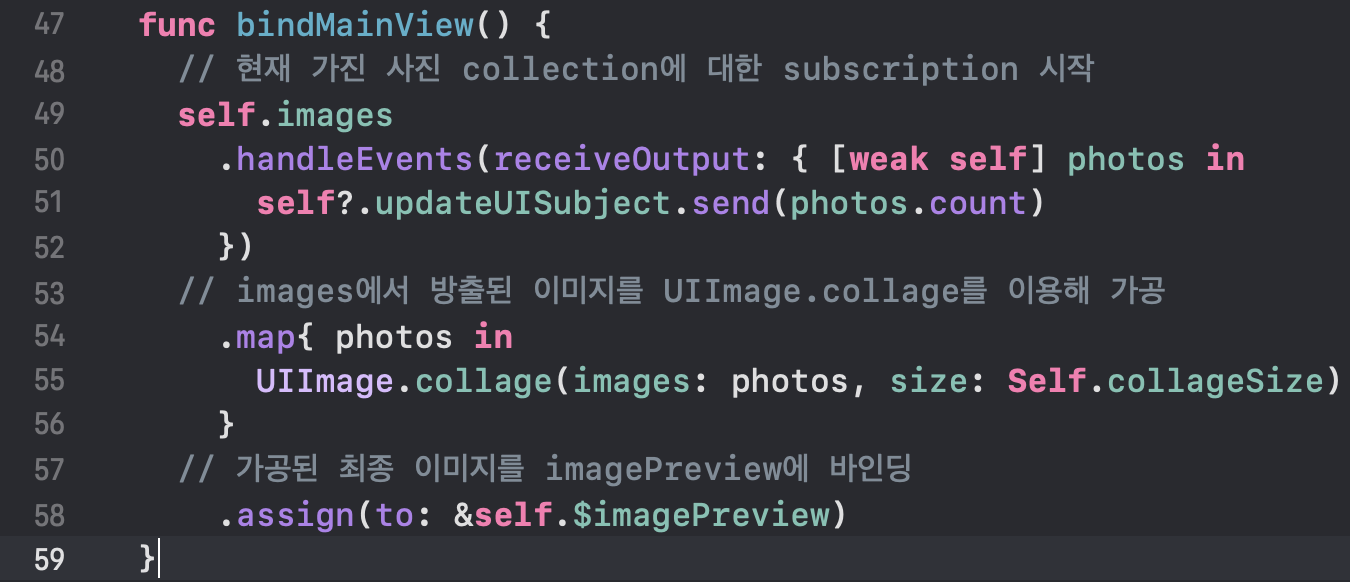 47 func bindMainView() {
48 // 현재 가진 사진 collection에 대한 subscription 시작
49 self.images
50 .handleEvents(receiveOutput: { [weak self] photos in
51 self?.updateUISubject.send(photos.count)
52 })
53 // images에서 방출된 이미지를 UIImage.collage를 이용해 가공
54 .map{ photos in
55 UIImage.collage(images: photos, size: Self.collageSize)
56 }
57 // 가공된 최종 이미지를 imagePreview에 바인딩
58 .assign(to: &self.$imagePreview)
59 }